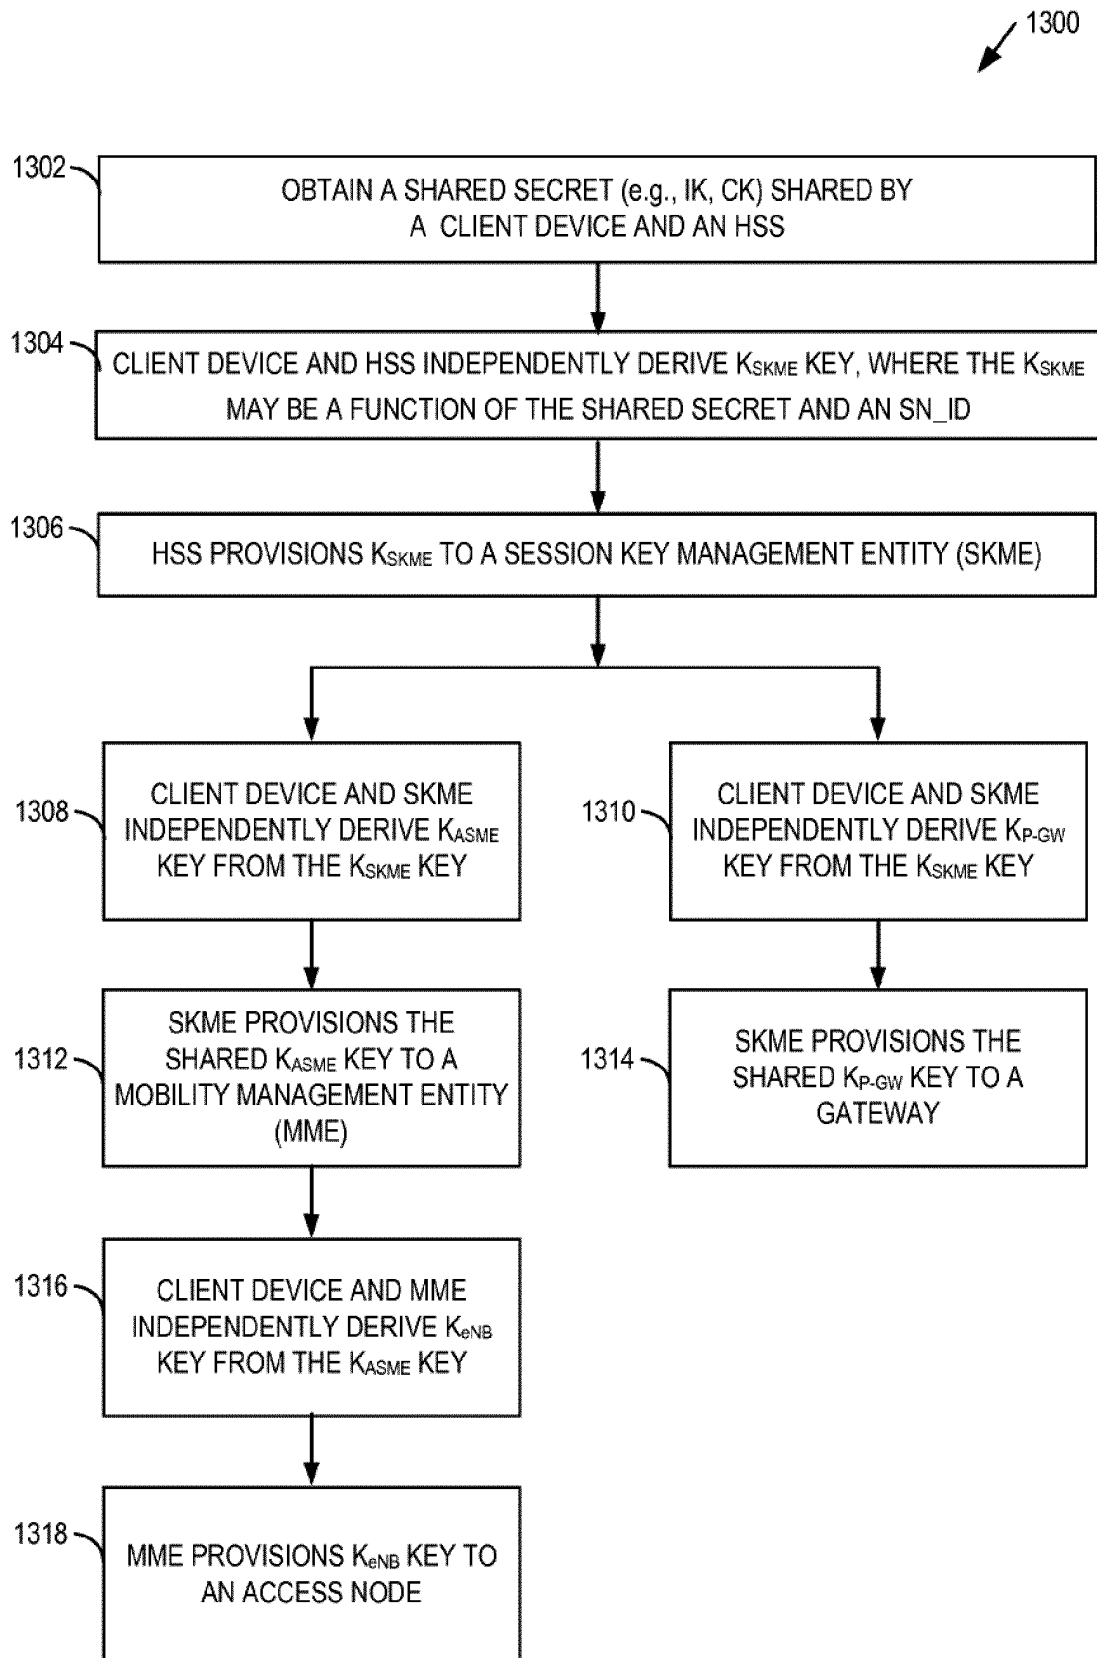 1300
1302
OBTAIN A SHARED SECRET (e.g., IK, CK) SHARED BY
A CLIENT DEVICE AND AN HSS
1304
CLIENT DEVICE AND HSS INDEPENDENTLY DERIVE KSKME KEY, WHERE THE KSKME
MAY BE A FUNCTION OF THE SHARED SECRET AND AN SN_ID
1306
HSS PROVISIONS KSKME TO A SESSION KEY MANAGEMENT ENTITY (SKME)
1308
CLIENT DEVICE AND SKME
INDEPENDENTLY DERIVE KASME
KEY FROM THE KSKME KEY
1310
CLIENT DEVICE AND SKME
INDEPENDENTLY DERIVE KP-GW
KEY FROM THE KSKME KEY
1312
SKME PROVISIONS THE
SHARED KASME KEY TO A
MOBILITY MANAGEMENT ENTITY
(MME)
1314
SKME PROVISIONS THE
SHARED KP-GW KEY TO A
GATEWAY
1316
CLIENT DEVICE AND MME
INDEPENDENTLY DERIVE KeNB
KEY FROM THE KASME KEY
1318
MME PROVISIONS KeNB KEY TO
AN ACCESS NODE